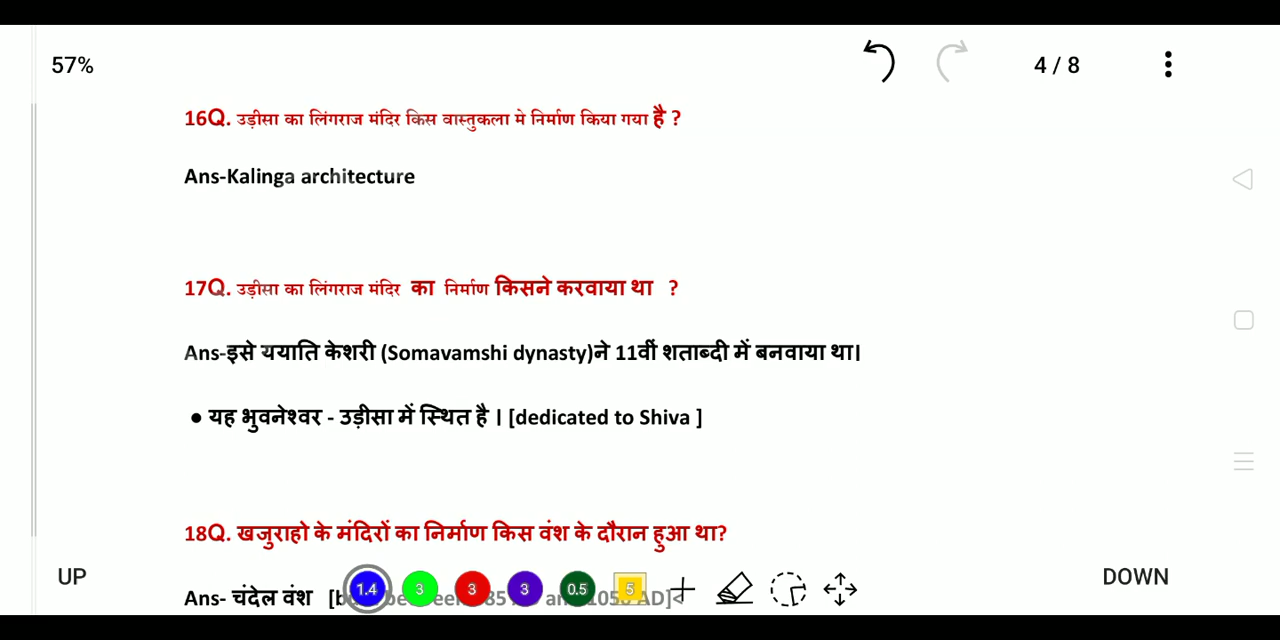 57%
4 / 8
16Q. उड़ीसा का लिंगराज मंदिर किस वास्तुकला मे निर्माण किया गया है ?
Ans-Kalinga architecture
17Q. उड़ीसा का लिंगराज मंदिर का निर्माण किसने करवाया था ?
Ans-इसे ययाति केशरी (Somavamshi dynasty)ने 11वीं शताब्दी में बनवाया था।
● यह भुवनेश्वर - उड़ीसा में स्थित है । [dedicated to Shiva ]
18Q. खजुराहो के मंदिरों का निर्माण किस वंश के दौरान हुआ था?
UP
DOWN
1.4 3 3 3 0.5 5
Ans- चंदेल वंश AD]